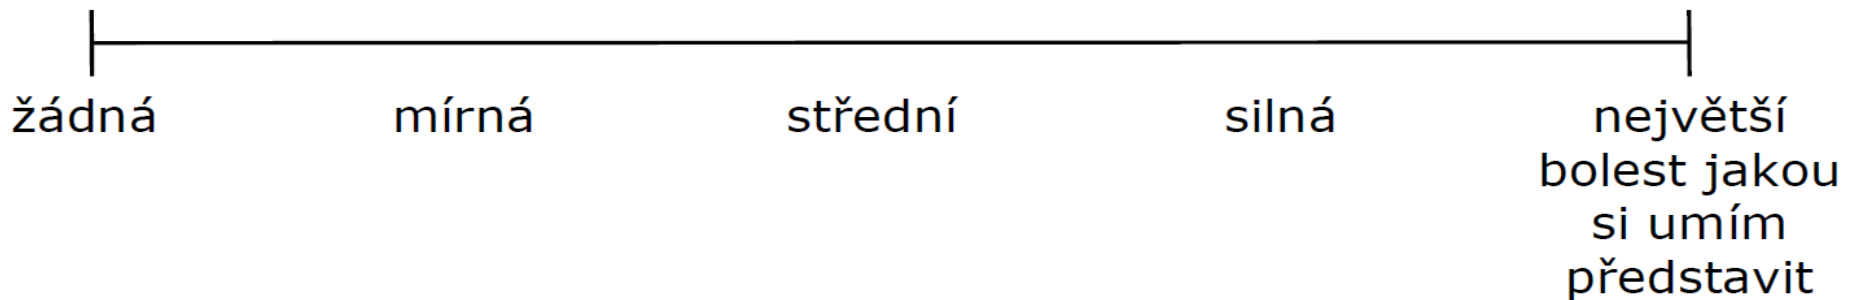 žádná mírná střední silná největší
bolest jakou
si umím
představit